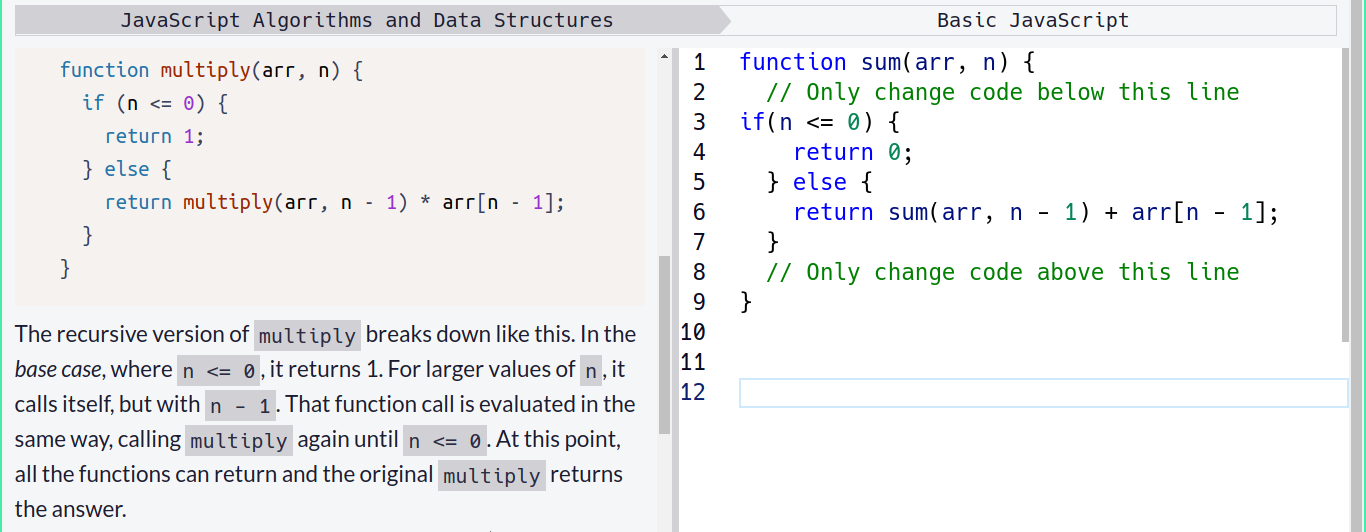 JavaScript Algorithms and Data Structures
Basic JavaScript
function multiply(arr, n) {
  if (n <= 0) {
    return 1;
  } else {
    return multiply(arr, n - 1) * arr[n - 1];
  }
}
The recursive version of multiply breaks down like this. In the
base case, where n <= 0, it returns 1. For larger values of n, it
calls itself, but with n - 1. That function call is evaluated in the
same way, calling multiply again until n <= 0. At this point,
all the functions can return and the original multiply returns
the answer.
1 function sum(arr, n) {
2   // Only change code below this line
3 if(n <= 0) {
4     return 0;
5   } else {
6     return sum(arr, n - 1) + arr[n - 1];
7   }
8   // Only change code above this line
9 }
10
11
12